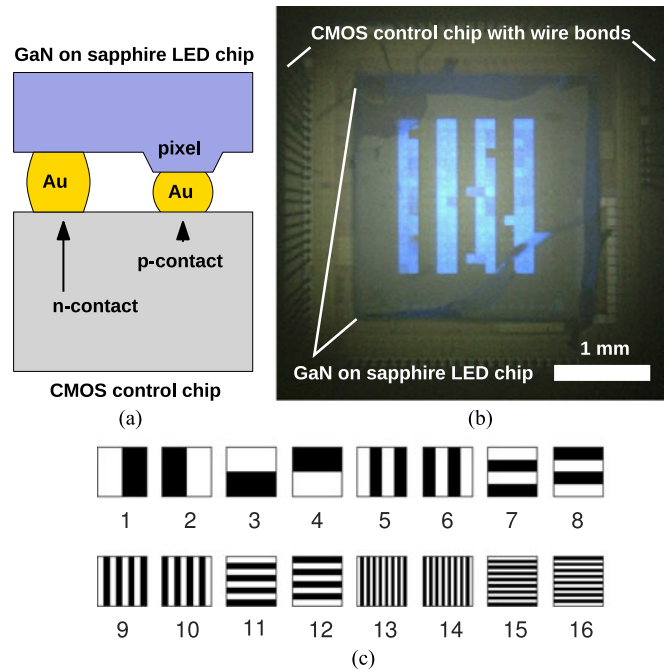 GaN on sapphire LED chip
pixel
Au
Au
p-contact
n-contact
CMOS control chip
(a)
CMOS control chip with wire bonds
1 mm
GaN on sapphire LED chip
(b)
1 2 3 4 5 6 7 8
9 10 11 12 13 14 15 16
(c)